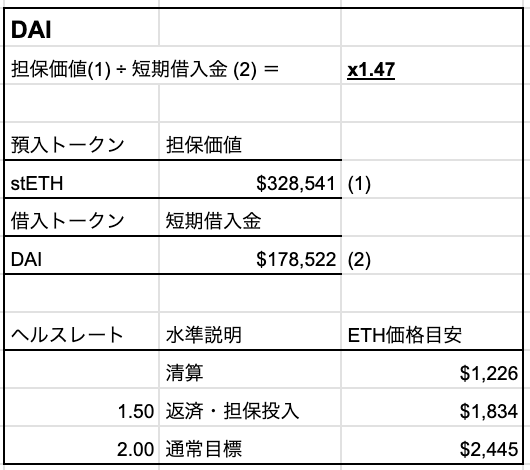 DAI
担保価値(1) ÷ 短期借入金 (2) ＝ x1.47
預入トークン 担保価値
stETH $328,541 (1)
借入トークン 短期借入金
DAI $178,522 (2)
ヘルスレート 水準説明 ETH価格目安
清算 $1,226
1.50 返済・担保投入 $1,834
2.00 通常目標 $2,445